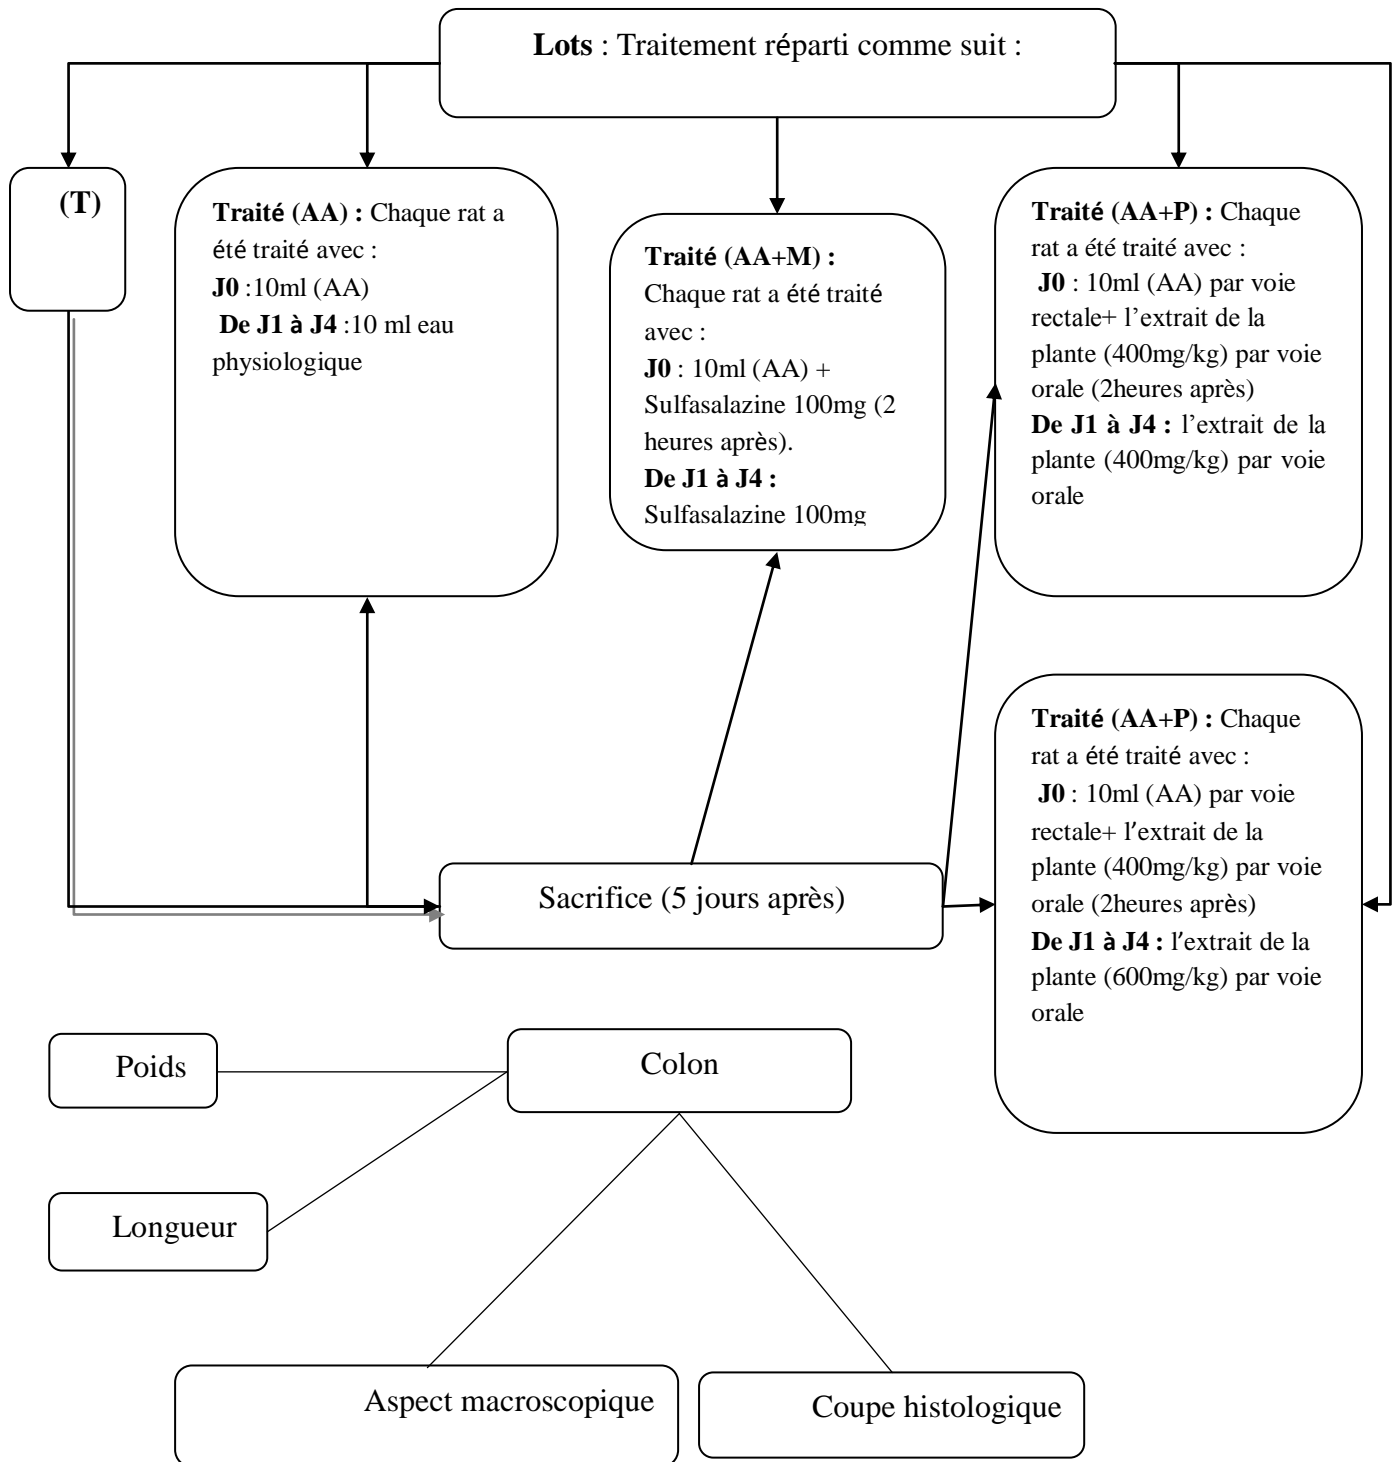 Lots : Traitement réparti comme suit :
(T)
Traité (AA) : Chaque rat a
été traité avec :
J0 :10ml (AA)
De J1 à J4 :10 ml eau
physiologique
Traité (AA+M) :
Chaque rat a été traité
avec :
J0 : 10ml (AA) +
Sulfasalazine 100mg (2
heures après).
De J1 à J4 :
Sulfasalazine 100mg
Traité (AA+P) : Chaque
rat a été traité avec :
J0 : 10ml (AA) par voie
rectale+ l’extrait de la
plante (400mg/kg) par voie
orale (2heures après)
De J1 à J4 : l’extrait de la
plante (400mg/kg) par voie
orale
Traité (AA+P) : Chaque
rat a été traité avec :
J0 : 10ml (AA) par voie
rectale+ l’extrait de la
plante (400mg/kg) par voie
orale (2heures après)
De J1 à J4 : l’extrait de la
plante (600mg/kg) par voie
orale
Sacrifice (5 jours après)
Poids
Colon
Longueur
Aspect macroscopique
Coupe histologique